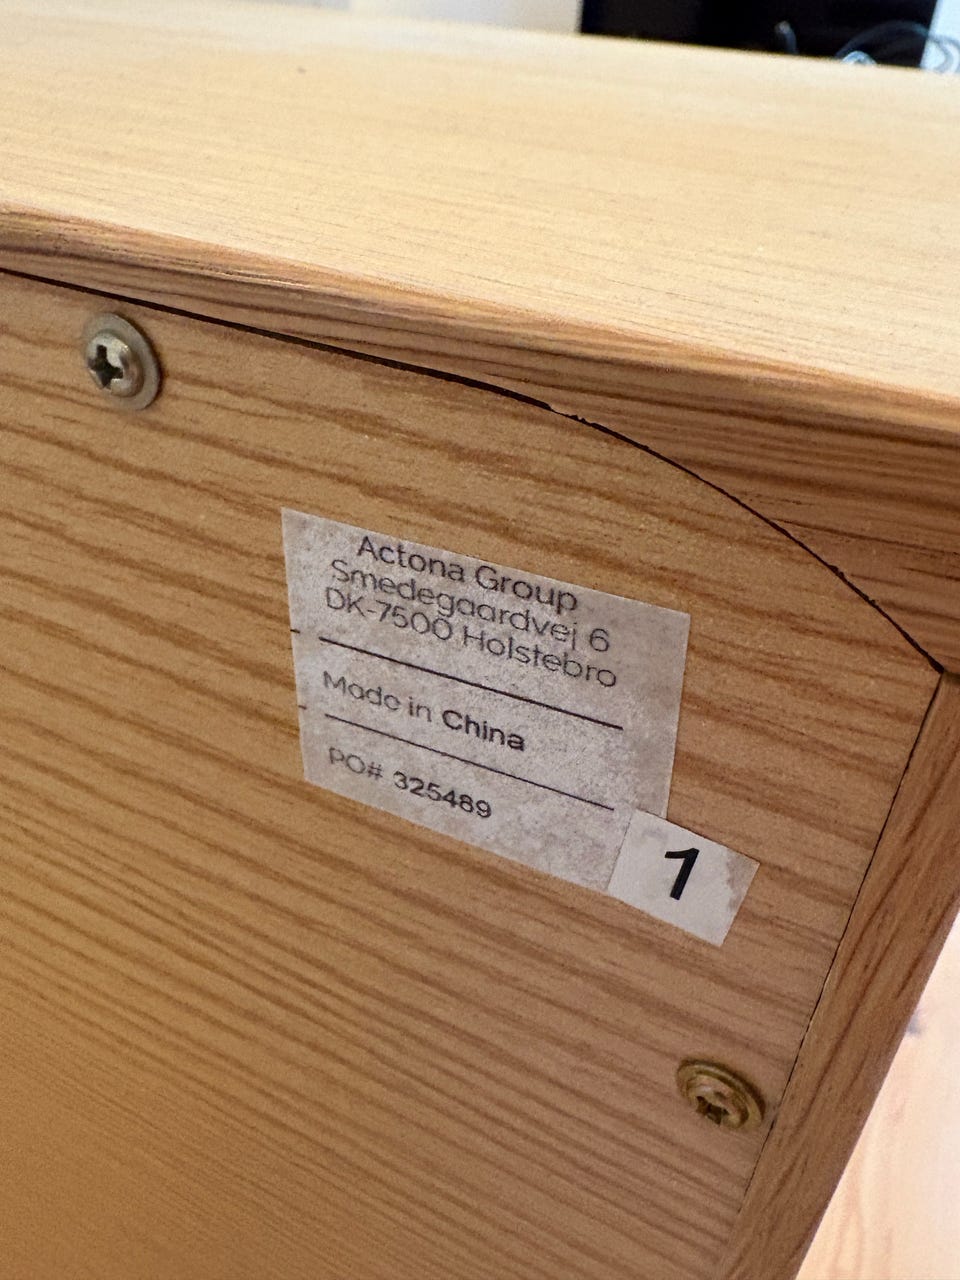 Actona Group
Smedegaardvej 6
DK-7500 Holstebro
Made in China
PO# 325489
1